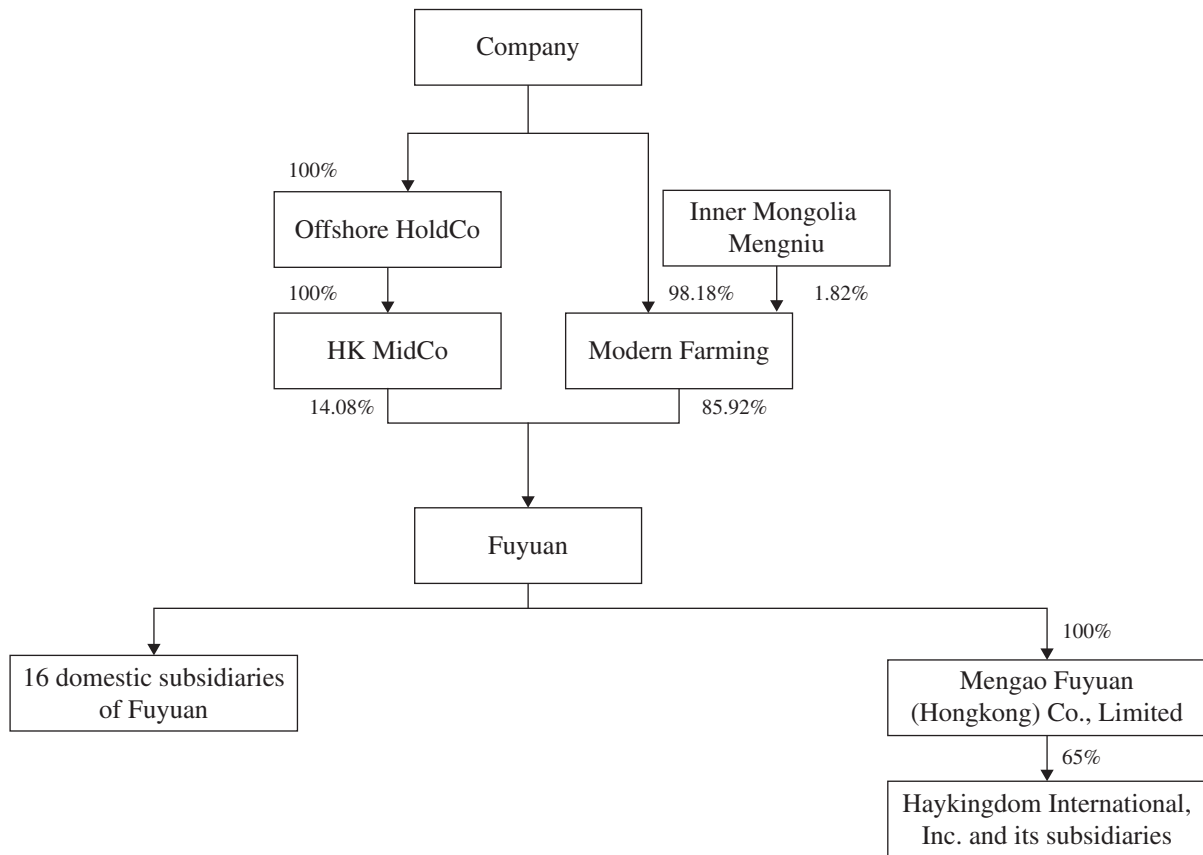 Company
100%
Offshore HoldCo
Inner Mongolia
Mengniu
100%
98.18%
1.82%
HK MidCo
Modern Farming
14.08%
85.92%
Fuyuan
100%
16 domestic subsidiaries
of Fuyuan
Mengao Fuyuan
(Hongkong) Co., Limited
65%
Haykingdom International,
Inc. and its subsidiaries